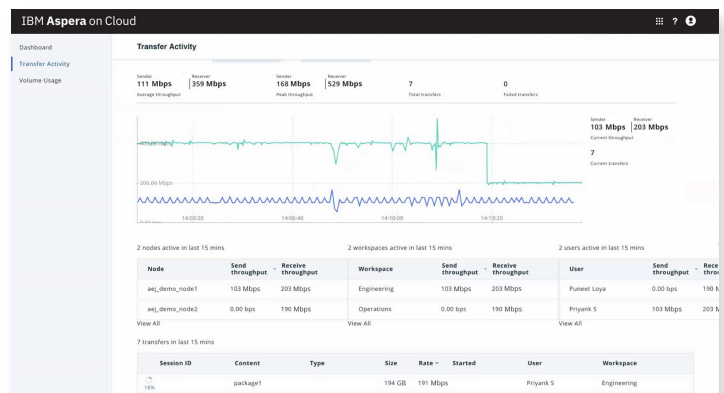 IBM Aspera on Cloud
?
Dashboard
Transfer Activity
Volume Usage
Transfer Activity
Sender Receiver Sender Receiver
111 Mbps 359 Mbps 168 Mbps 529 Mbps 7 0
Average throughput Peak throughput Total transfers Failed transfers
Sender Receiver
103 Mbps 203 Mbps
Current throughput
7
Current transfers
200.00 Mbps
14:03:20 14:06:40 14:10:00 14:13:20
2 nodes active in last 15 mins 2 workspaces active in last 15 mins 2 users active in last 15 mins
Node Send throughput Receive throughput Workspace Send throughput Receive throughput User Send throughput
aej_demo_node1 103 Mbps 203 Mbps Engineering 103 Mbps 203 Mbps Puneet Loya 0.00 bps 190 M
aej_demo_node2 0.00 bps 190 Mbps Operations 0.00 bps 190 Mbps Priyank S 103 Mbps 203 M
View All View All View All
7 transfers in last 15 mins
Session ID Content Type Size Rate Started User Workspace
18% package1 194 GB 191 Mbps Priyank S Engineering